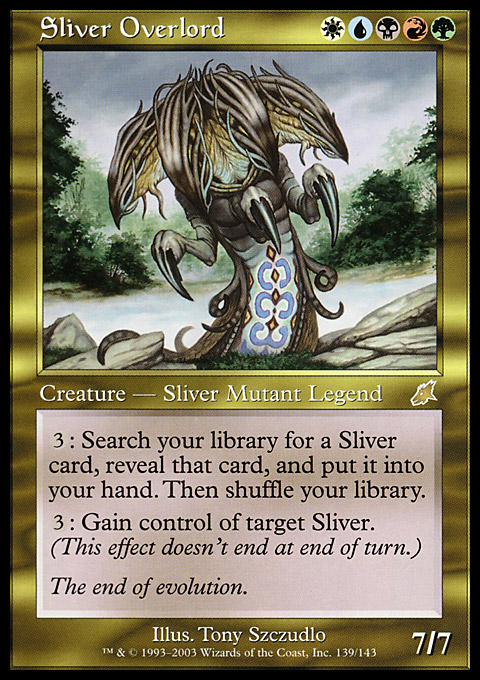 Sliver Overlord
Creature — Sliver Mutant Legend
3: Search your library for a Sliver
card, reveal that card, and put it into
your hand. Then shuffle your library.
3: Gain control of target Sliver.
(This effect doesn't end at end of turn.)
The end of evolution.
Illus. Tony Szczudlo
7/7
™ & © 1993–2003 Wizards of the Coast, Inc. 139/143